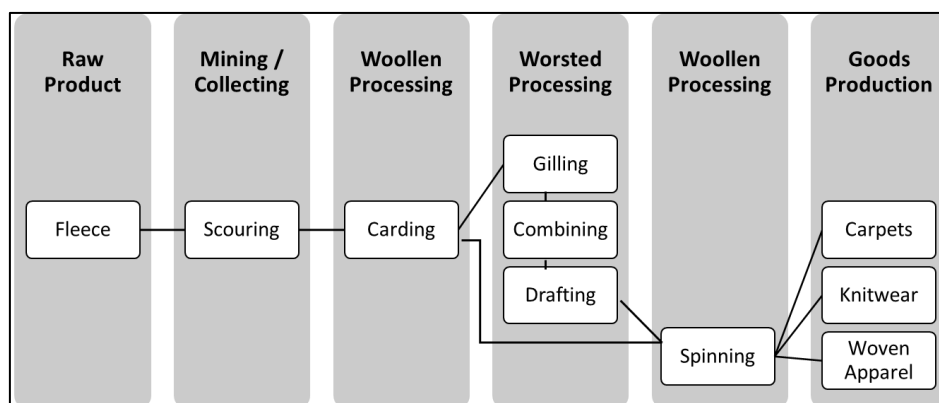 Raw
Product
Mining /
Collecting
Woollen
Processing
Worsted
Processing
Woollen
Processing
Goods
Production
Fleece
Scouring
Carding
Gilling
Combining
Drafting
Spinning
Carpets
Knitwear
Woven
Apparel